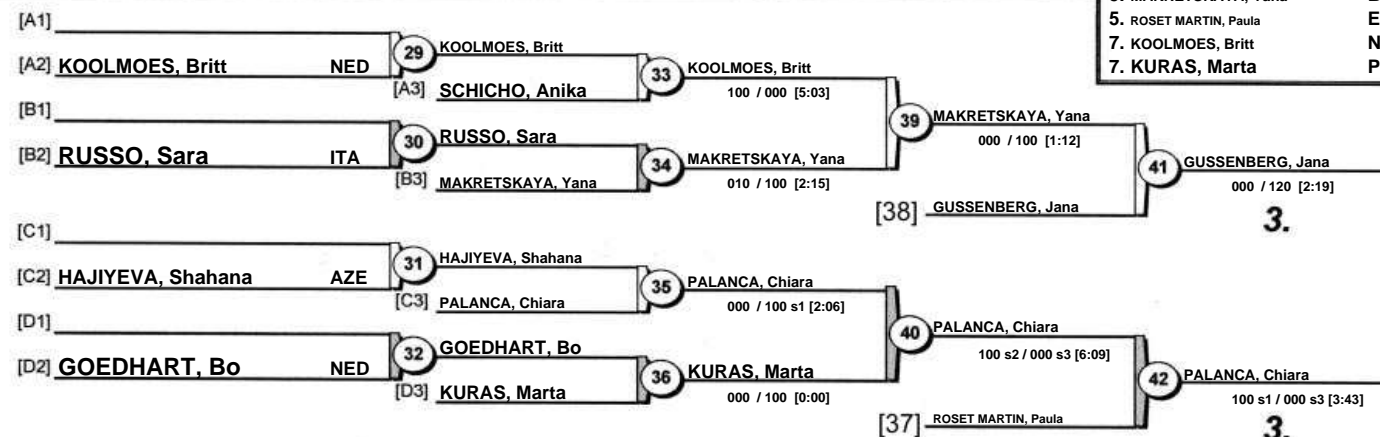 5. ROSET MARTIN, Paula E
7. KOOLMOES, Britt N
7. KURAS, Marta P
[A1]
[A2] KOOLMOES, Britt NED
29
KOOLMOES, Britt
[A3] SCHICHO, Anika
33
KOOLMOES, Britt
100 / 000 [5:03]
[B1]
[B2] RUSSO, Sara ITA
30
RUSSO, Sara
[B3] MAKRETSKAYA, Yana
34
MAKRETSKAYA, Yana
010 / 100 [2:15]
39
MAKRETSKAYA, Yana
000 / 100 [1:12]
[38] GUSSENBERG, Jana
41
GUSSENBERG, Jana
000 / 120 [2:19]
3.
[C1]
[C2] HAJIYEVA, Shahana AZE
31
HAJIYEVA, Shahana
[C3] PALANCA, Chiara
35
PALANCA, Chiara
000 / 100 s1 [2:06]
[D1]
[D2] GOEDHART, Bo NED
32
GOEDHART, Bo
[D3] KURAS, Marta
36
KURAS, Marta
000 / 100 [0:00]
40
PALANCA, Chiara
100 s2 / 000 s3 [6:09]
[37] ROSET MARTIN, Paula
42
PALANCA, Chiara
100 s1 / 000 s3 [3:43]
3.